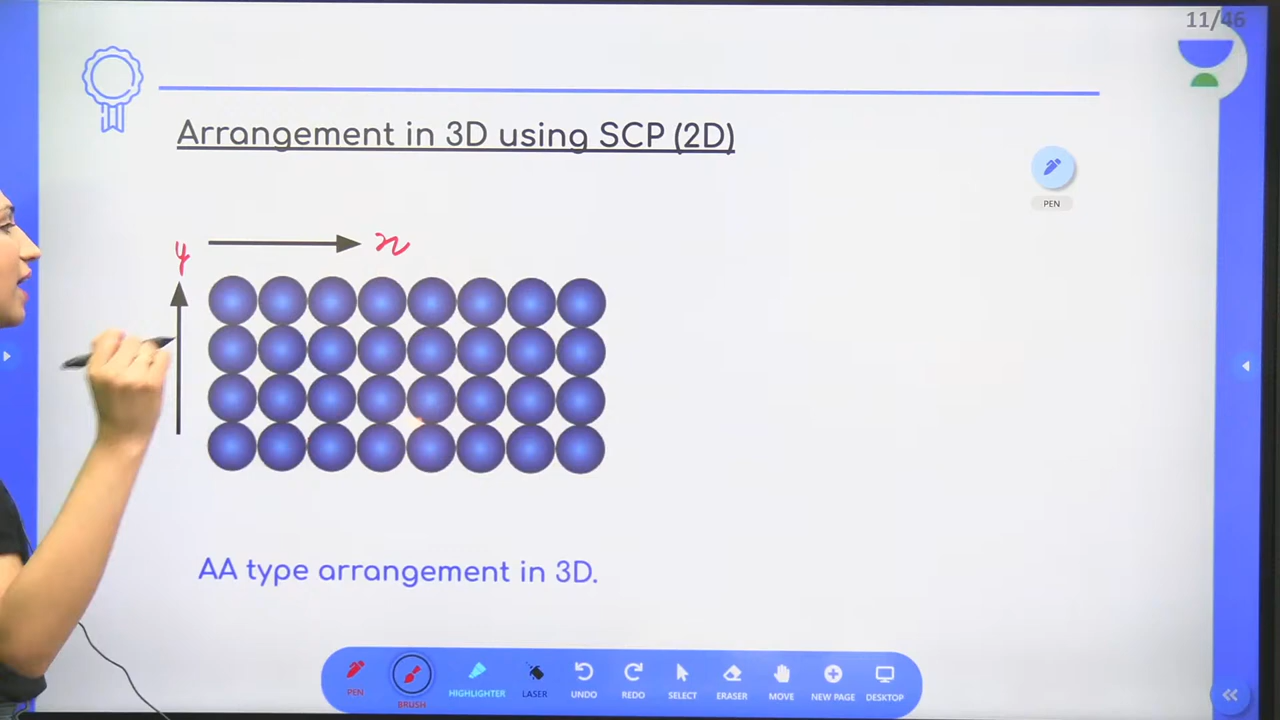 11/46
Arrangement in 3D using SCP (2D)
PEN
y
x
AA type arrangement in 3D.
PEN
BRUSH
HIGHLIGHTER
LASER
UNDO
REDO
SELECT
ERASER
MOVE
NEW PAGE
DESKTOP